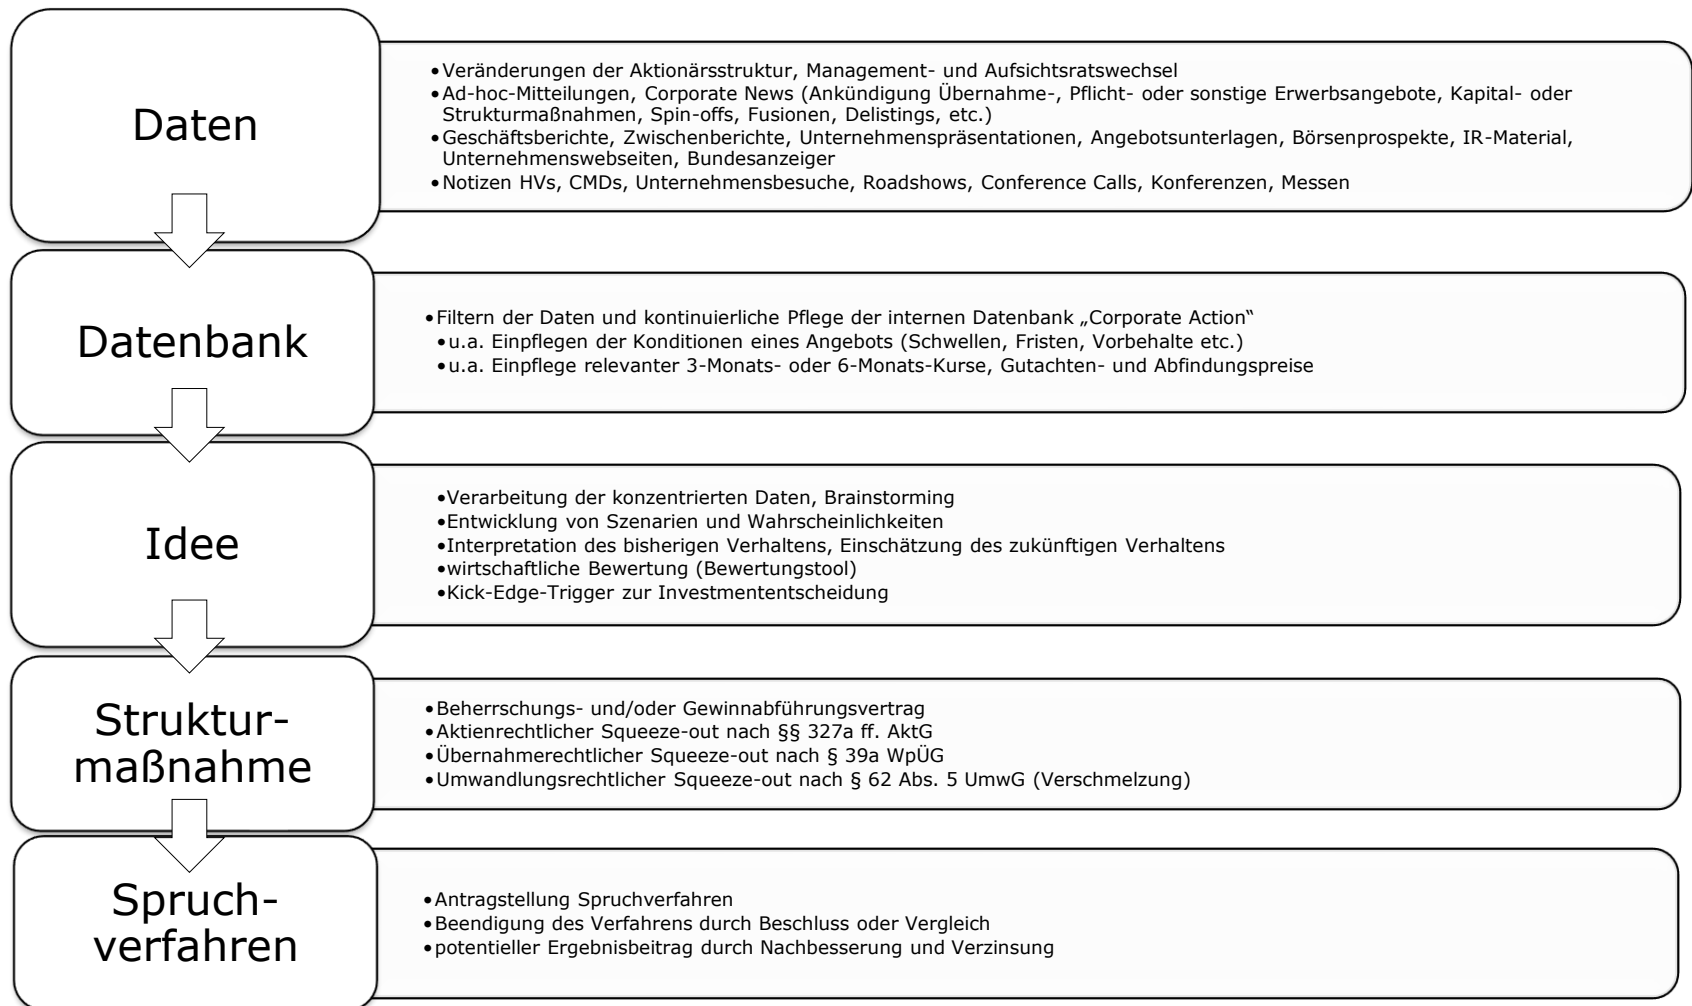 Daten
•Veränderungen der Aktionärsstruktur, Management- und Aufsichtsratswechsel
•Ad-hoc-Mitteilungen, Corporate News (Ankündigung Übernahme-, Pflicht- oder sonstige Erwerbsangebote, Kapital- oder
Strukturmaßnahmen, Spin-offs, Fusionen, Delistings, etc.)
•Geschäftsberichte, Zwischenberichte, Unternehmenspräsentationen, Angebotsunterlagen, Börsenprospekte, IR-Material,
Unternehmenswebseiten, Bundesanzeiger
•Notizen HVs, CMDs, Unternehmensbesuche, Roadshows, Conference Calls, Konferenzen, Messen
Datenbank
•Filtern der Daten und kontinuierliche Pflege der internen Datenbank „Corporate Action“
•u.a. Einpflegen der Konditionen eines Angebots (Schwellen, Fristen, Vorbehalte etc.)
•u.a. Einpflege relevanter 3-Monats- oder 6-Monats-Kurse, Gutachten- und Abfindungspreise
Idee
•Verarbeitung der konzentrierten Daten, Brainstorming
•Entwicklung von Szenarien und Wahrscheinlichkeiten
•Interpretation des bisherigen Verhaltens, Einschätzung des zukünftigen Verhaltens
•wirtschaftliche Bewertung (Bewertungstool)
•Kick-Edge-Trigger zur Investmententscheidung
Struktur-
maßnahme
•Beherrschungs- und/oder Gewinnabführungsvertrag
•Aktienrechtlicher Squeeze-out nach §§ 327a ff. AktG
•Übernahmerechtlicher Squeeze-out nach § 39a WpÜG
•Umwandlungsrechtlicher Squeeze-out nach § 62 Abs. 5 UmwG (Verschmelzung)
Spruch-
verfahren
•Antragstellung Spruchverfahren
•Beendigung des Verfahrens durch Beschluss oder Vergleich
•potentieller Ergebnisbeitrag durch Nachbesserung und Verzinsung